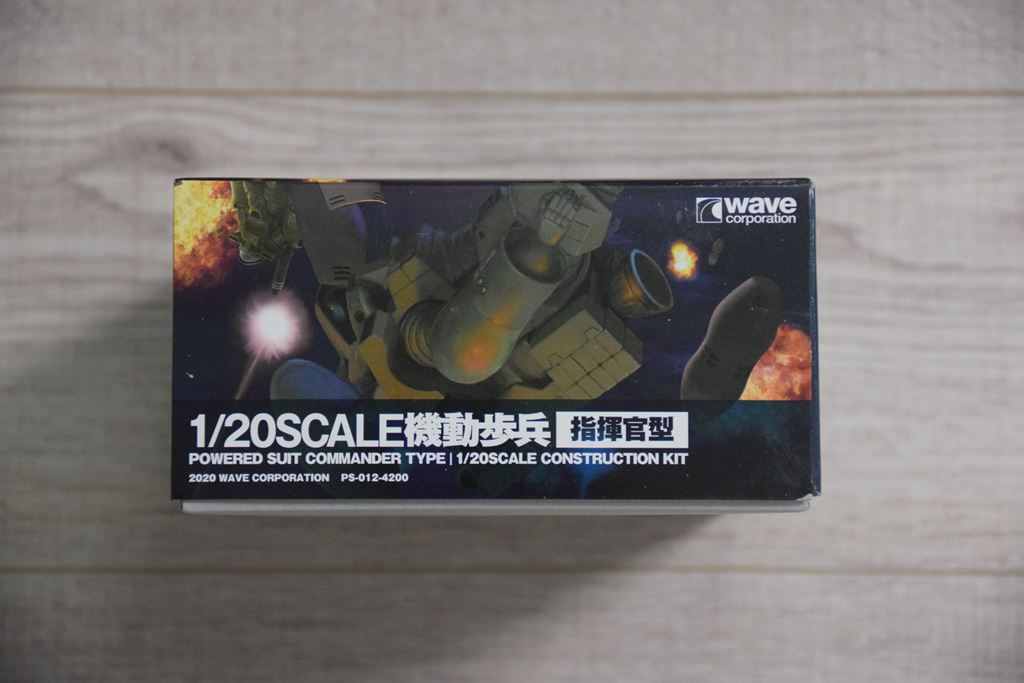 wave
corporation
1/20SCALE機動歩兵 指揮官型
POWERED SUIT COMMANDER TYPE | 1/20SCALE CONSTRUCTION KIT
2020 WAVE CORPORATION PS-012-4200